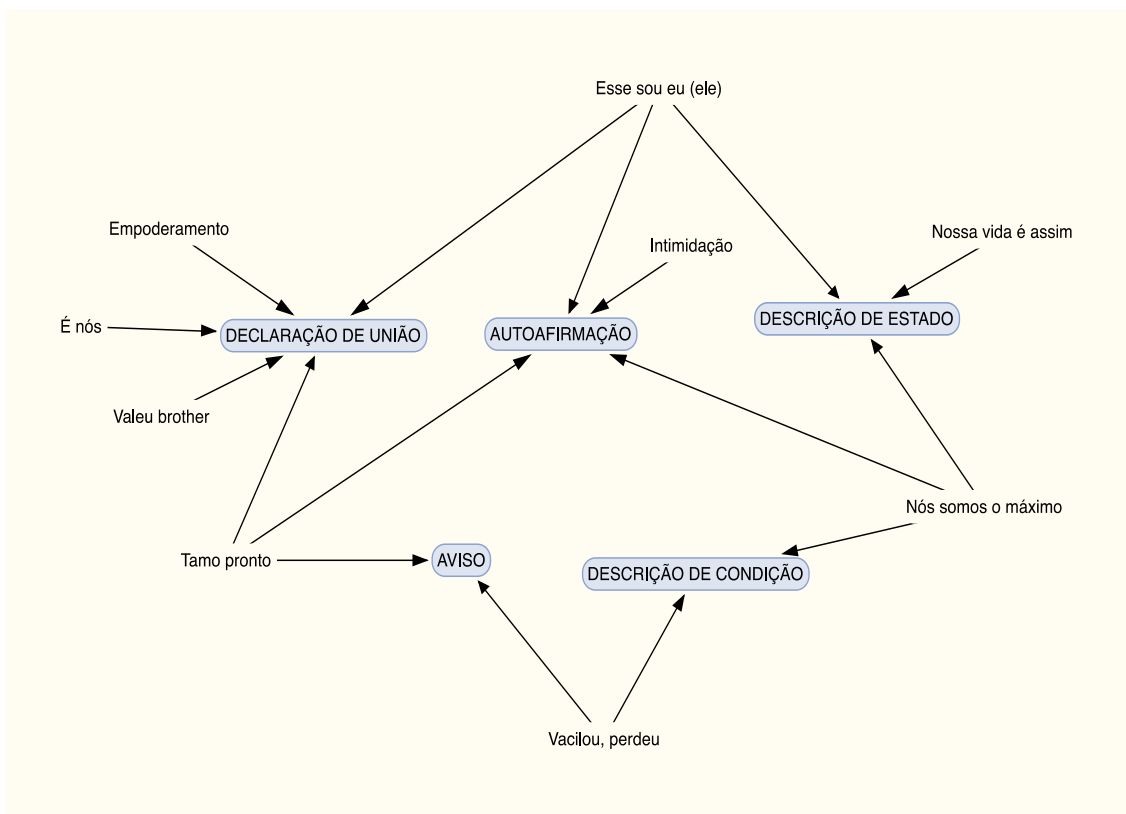 Esse sou eu (ele)
Empoderamento
Intimidação
Nossa vida é assim
É nós
DECLARAÇÃO DE UNIÃO
AUTOAFIRMAÇÃO
DESCRIÇÃO DE ESTADO
Valeu brother
Nós somos o máximo
Tamo pronto
AVISO
DESCRIÇÃO DE CONDIÇÃO
Vacilou, perdeu